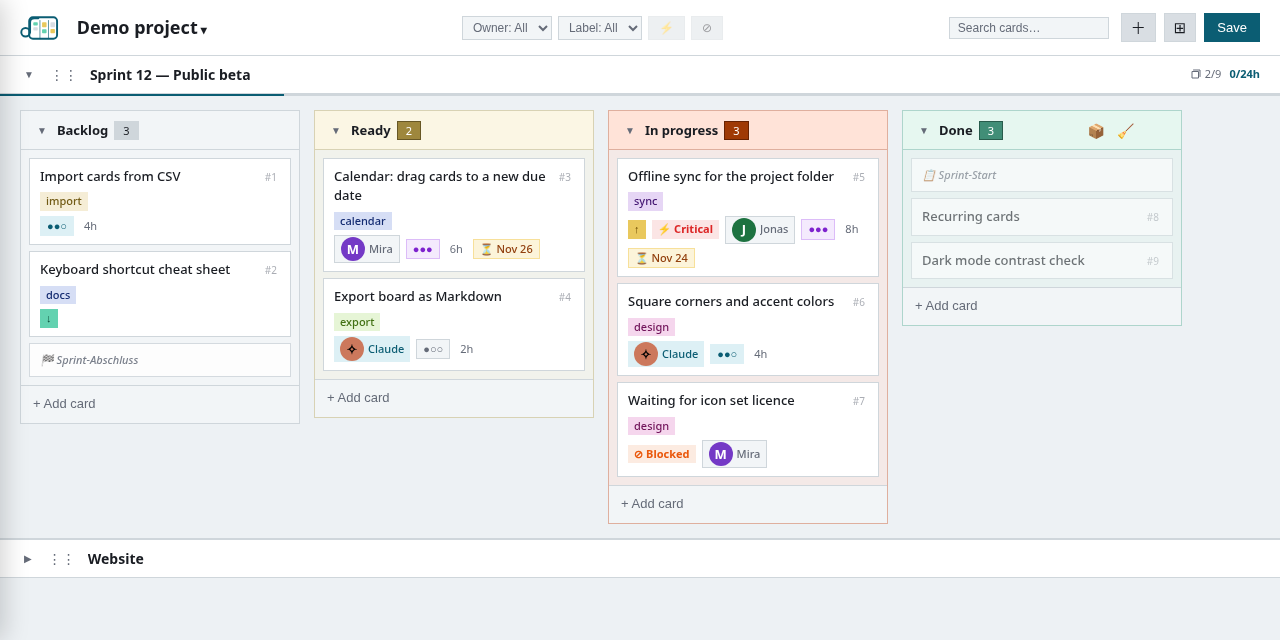 Demo project ▾
Owner: All
Label: All
Search cards…
Save
Sprint 12 — Public beta
2/9 0/24h
Backlog 3
Import cards from CSV #1
import
4h
Keyboard shortcut cheat sheet #2
docs
↓
Sprint-Abschluss
+ Add card
Ready 2
Calendar: drag cards to a new due #3
date
calendar
M Mira 6h Nov 26
Export board as Markdown #4
export
Claude 2h
+ Add card
In progress 3
Offline sync for the project folder #5
sync
↑ Critical J Jonas 8h
Nov 24
Square corners and accent colors #6
design
Claude 4h
Waiting for icon set licence #7
design
Blocked M Mira
+ Add card
Done 3
Sprint-Start
Recurring cards #8
Dark mode contrast check #9
+ Add card
Website